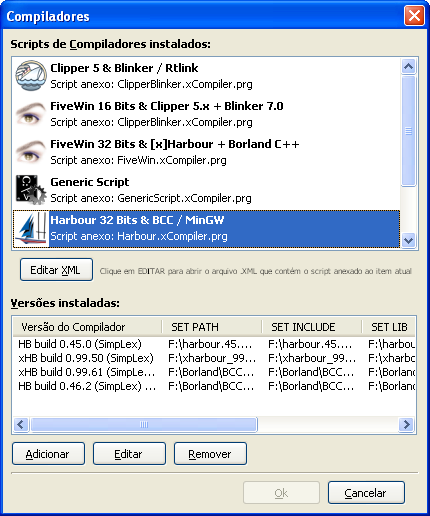 Compiladores
Scripts de Compiladores instalados:
Clipper 5 & Blinker / Rtlink
Script anexo: ClipperBlinker.xCompiler.prg
FiveWin 16 Bits & Clipper 5.x + Blinker 7.0
Script anexo: ClipperBlinker.xCompiler.prg
FiveWin 32 Bits & [x]Harbour + Borland C++
Script anexo: FiveWin.xCompiler.prg
Generic Script
Script anexo: GenericScript.xCompiler.prg
Harbour 32 Bits & BCC / MinGW
Script anexo: Harbour.xCompiler.prg
Editar XML Clique em EDITAR para abrir o arquivo .XML que contém o script anexado ao item atual
Versões instaladas:
Versão do Compilador SET PATH SET INCLUDE SET LIB
HB build 0.45.0 (SimpLex) F:\harbour.45.... F:\harbour.45.... F:\harbour
xHB build 0.99.50 (SimpLex) F:\xharbour_99... F:\xharbour_99... F:\xharbou
xHB build 0.99.61 (SimpLe... F:\Borland\BCC... F:\Borland\BCC... F:\Borland
HB build 0.46.2 (SimpLex) ... F:\Borland\BCC... F:\Borland\BCC... F:\Borland
Adicionar Editar Remover
Ok Cancelar